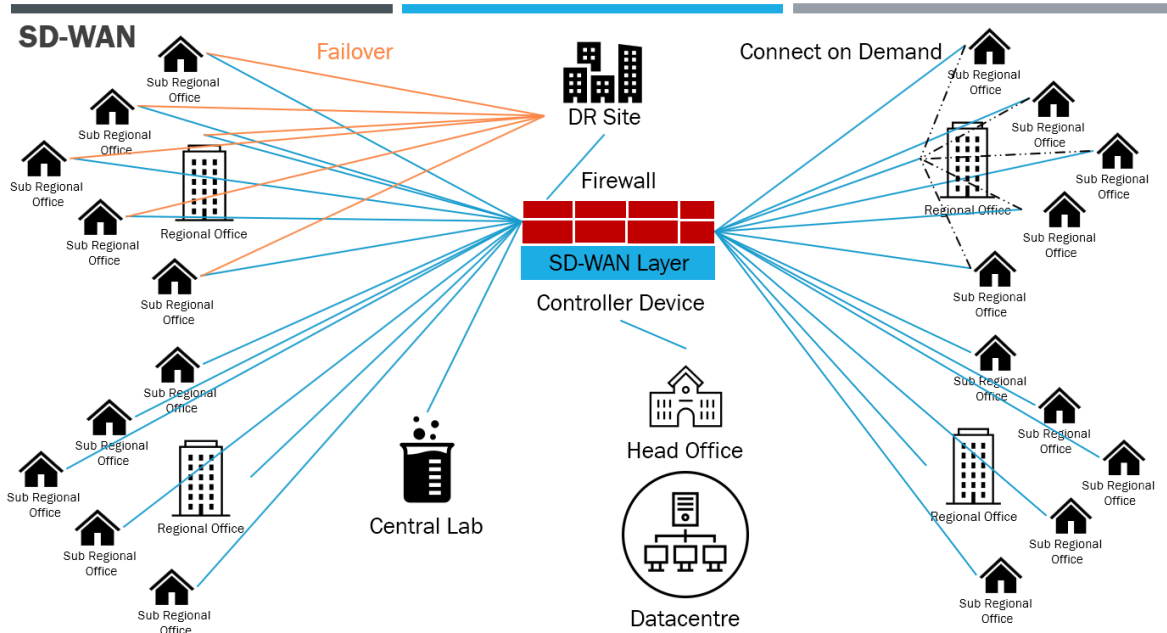 SD-WAN
Failover
Connect on Demand
Sub Regional
Office
Sub Regional
Office
Sub Regional
Office
Sub Regional
Office
Sub Regional
Office
Regional Office
DR Site
Firewall
SD-WAN Layer
Controller Device
Sub Regional
Office
Sub Regional
Office
Sub Regional
Office
Sub Regional
Office
Sub Regional
Office
Regional Office
Sub Regional
Office
Sub Regional
Office
Sub Regional
Office
Sub Regional
Office
Sub Regional
Office
Regional Office
Central Lab
Head Office
Datacentre
Sub Regional
Office
Sub Regional
Office
Sub Regional
Office
Sub Regional
Office
Sub Regional
Office
Regional Office